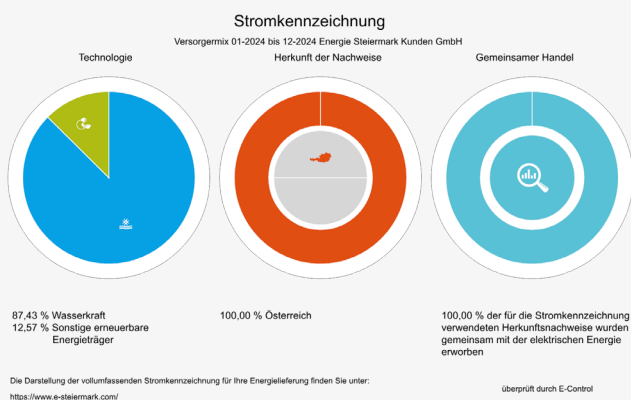 Stromkennzeichnung
Versorgermix 01-2024 bis 12-2024 Energie Steiermark Kunden GmbH
Technologie
Herkunft der Nachweise
Gemeinsamer Handel
87,43 % Wasserkraft
12,57 % Sonstige erneuerbare
Energieträger
100,00 % Österreich
100,00 % der für die Stromkennzeichnung
verwendeten Herkunftsnachweise wurden
gemeinsam mit der elektrischen Energie
erworben
Die Darstellung der vollumfassenden Stromkennzeichnung für Ihre Energielieferung finden Sie unter:
https://www.e-steiermark.com/
überprüft durch E-Control